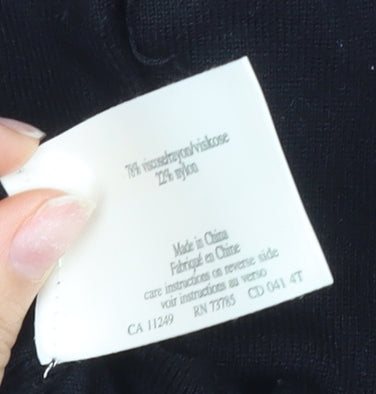 78% viscose/rayon/viskose
22% nylon
Made in China
Fabriqué en Chine
care instructions on reverse side
voir instructions au verso
CA 11249 RN 73785 CD 041 4T